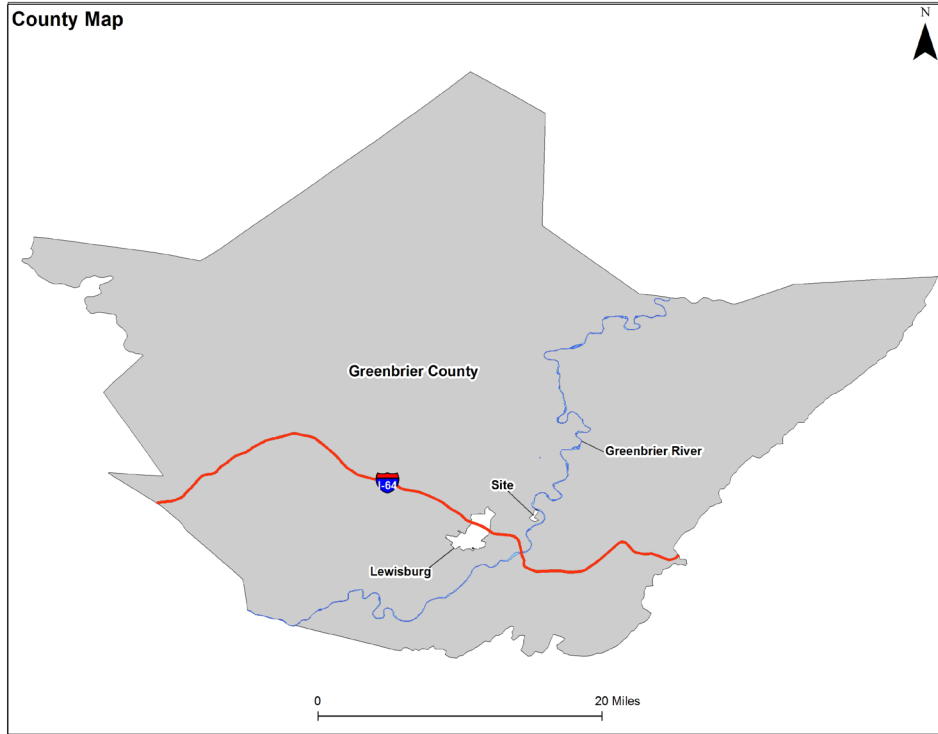 County Map
N
Greenbrier County
Greenbrier River
I-64
Site
Lewisburg
0 20 Miles